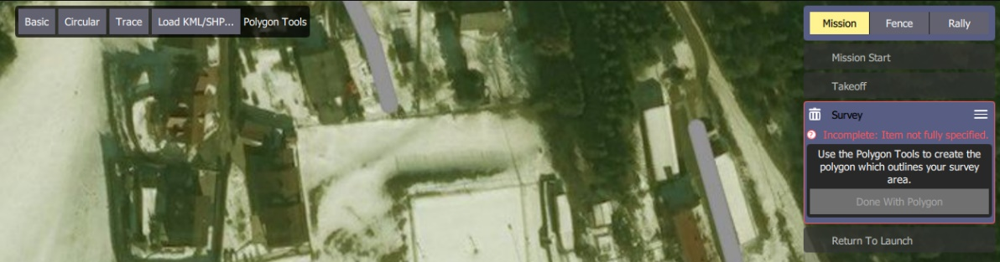 Basic
Circular
Trace
Load KML/SHP...
Polygon Tools
Mission
Fence
Rally
Mission Start
Takeoff
Survey
Incomplete: Item not fully specified.
Use the Polygon Tools to create the
polygon which outlines your survey
area.
Done With Polygon
Return To Launch